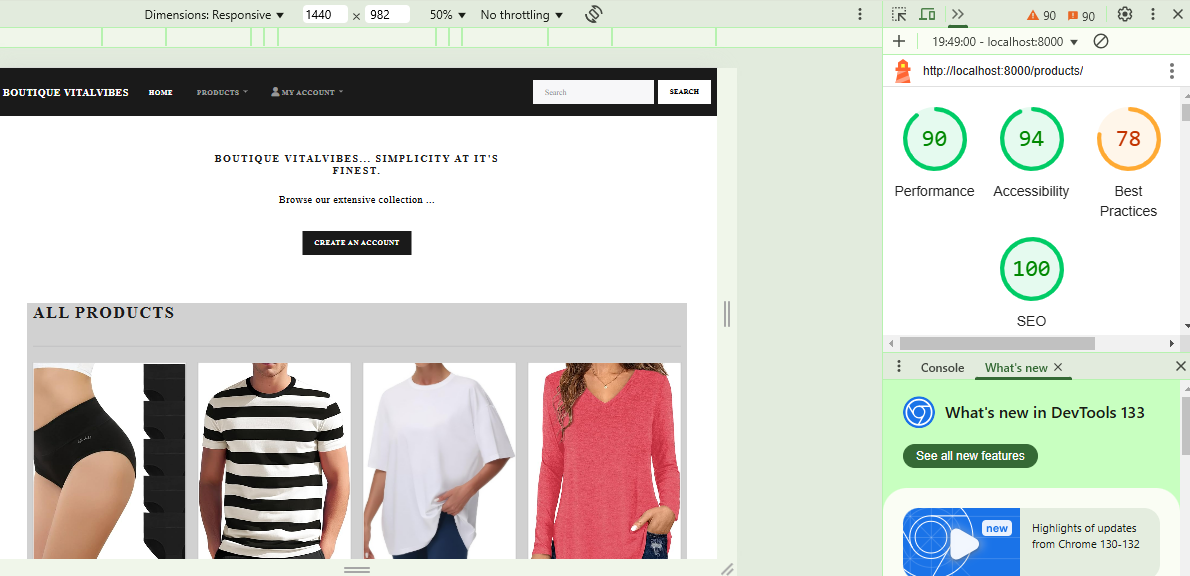 Dimensions: Responsive 1440 × 982 50% No throttling
90 90
19:49:00 - localhost:8000
http://localhost:8000/products/
BOUTIQUE VITALVIBES HOME PRODUCTS MY ACCOUNT Search SEARCH
BOUTIQUE VITALVIBES... SIMPLICITY AT IT'S
FINEST.
Browse our extensive collection ...
CREATE AN ACCOUNT
ALL PRODUCTS
90 94 78
Performance Accessibility Best
Practices
100
SEO
Console What's new
What's new in DevTools 133
See all new features
new
Highlights of updates
from Chrome 130-132